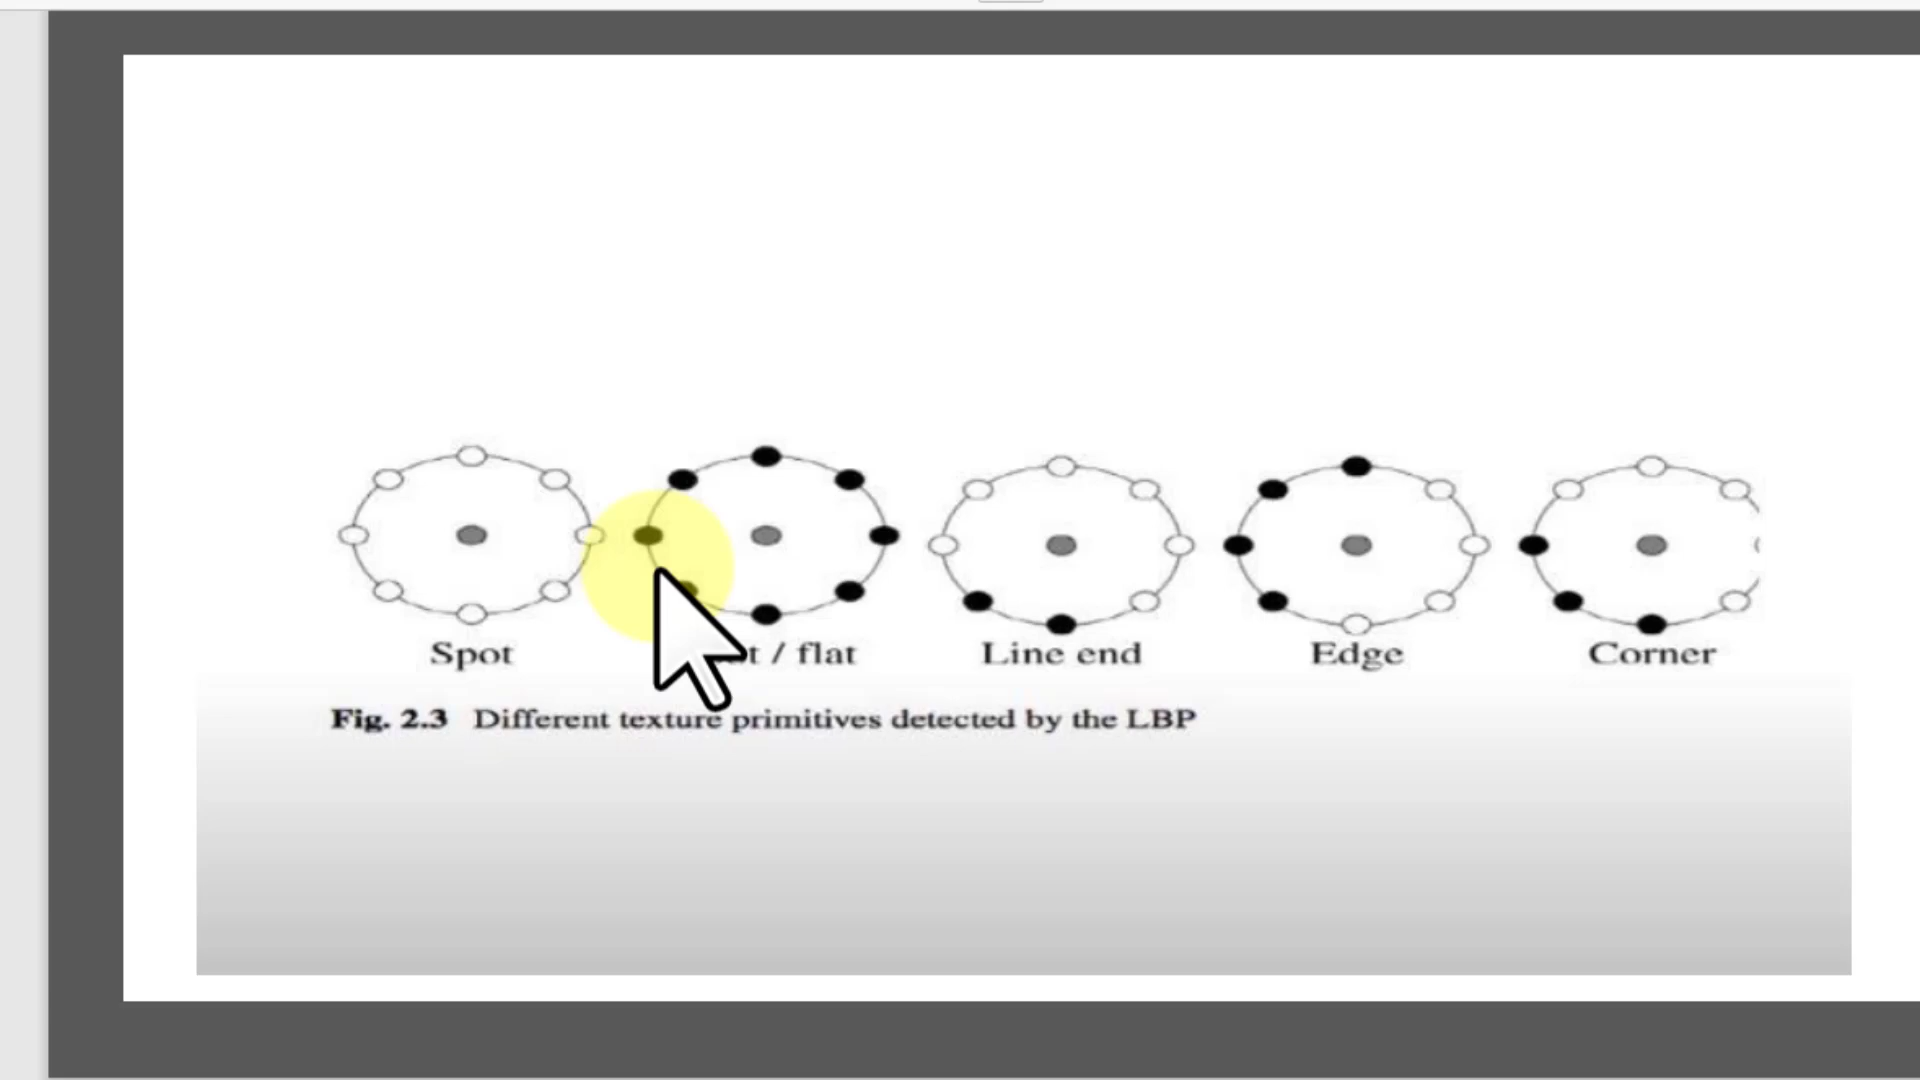 Spot
/ flat
Line end
Edge
Corner
Fig. 2.3 Different texture primitives detected by the LBP